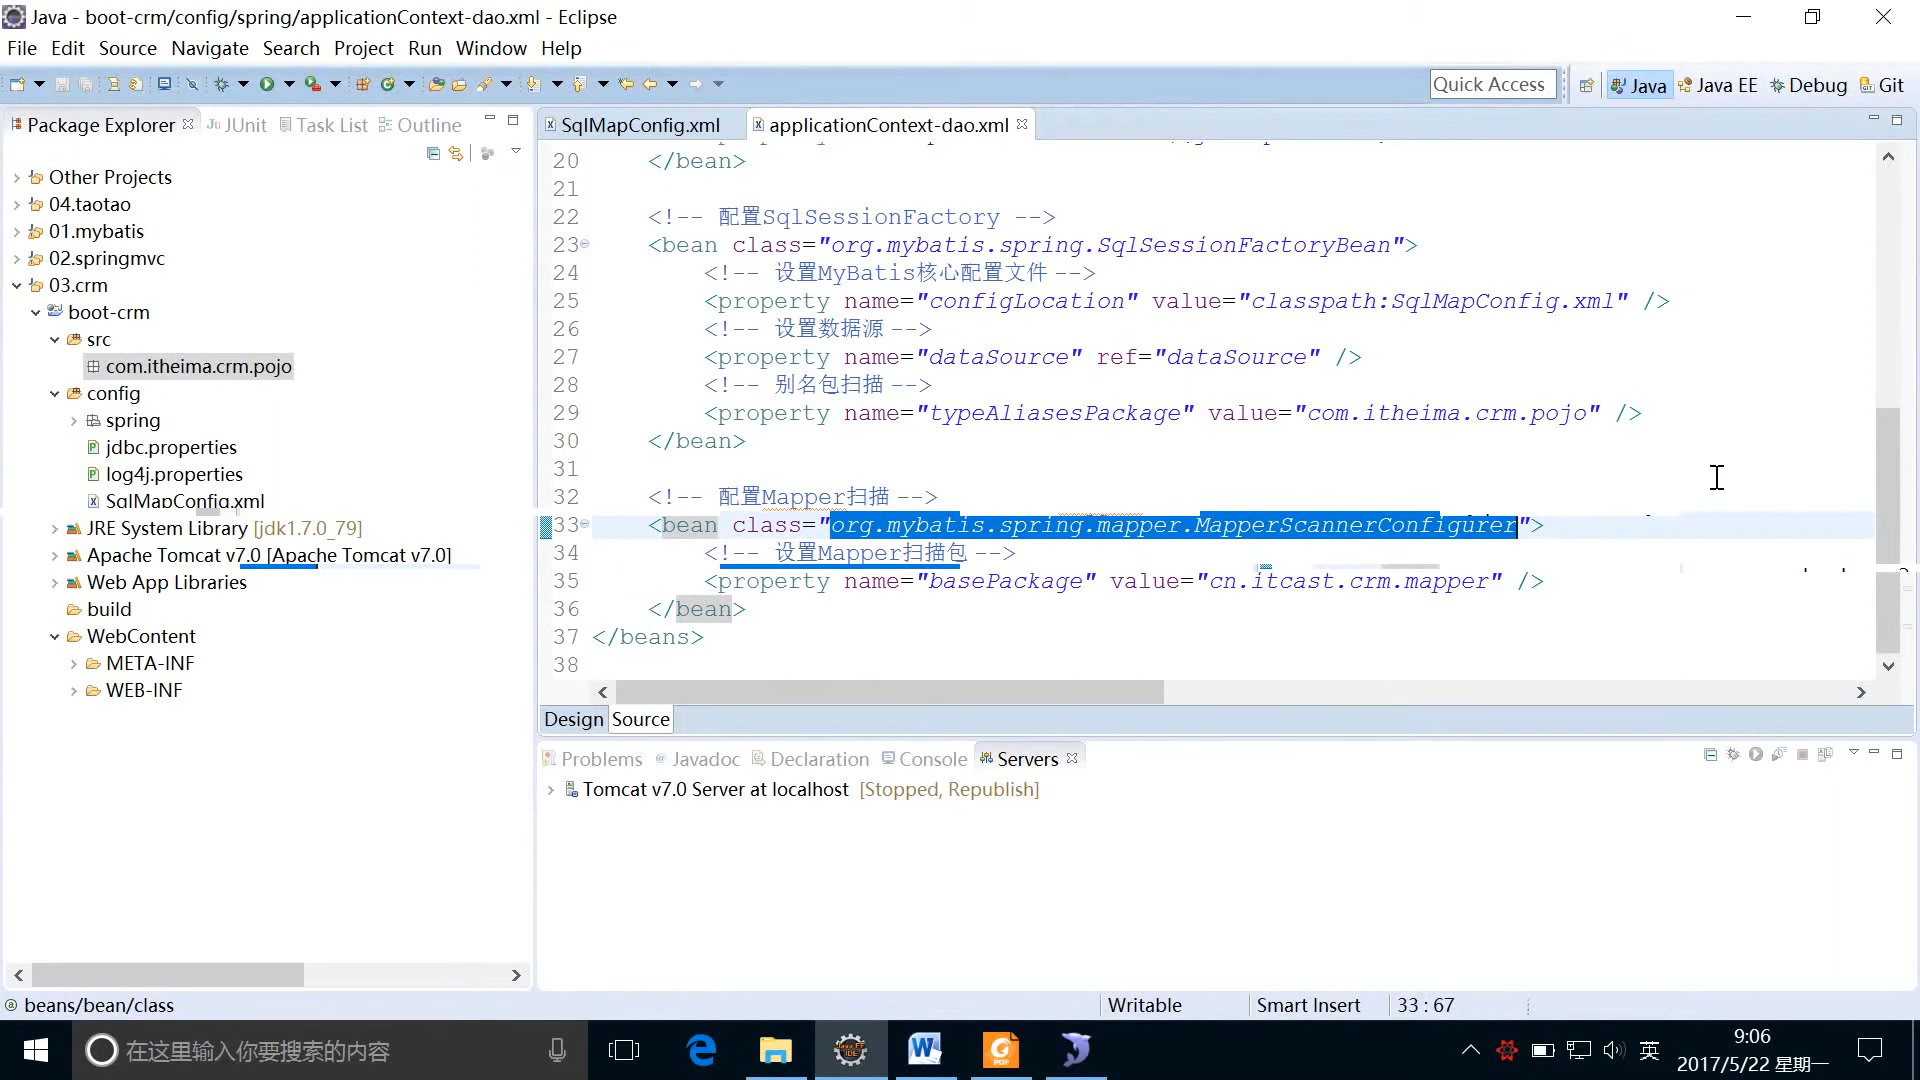 Java - boot-crm/config/spring/applicationContext-dao.xml - Eclipse
File Edit Source Navigate Search Project Run Window Help
Quick Access Java Java EE Debug Git
Package Explorer JUnit Task List Outline
Other Projects
04.taotao
01.mybatis
02.springmvc
03.crm
boot-crm
src
com.itheima.crm.pojo
config
spring
jdbc.properties
log4j.properties
SqlMapConfig.xml
JRE System Library [jdk1.7.0_79]
Apache Tomcat v7.0 [Apache Tomcat v7.0]
Web App Libraries
build
WebContent
META-INF
WEB-INF
SqlMapConfig.xml applicationContext-dao.xml
20 </bean>
21
22 <!-- 配置SqlSessionFactory -->
23 <bean class="org.mybatis.spring.SqlSessionFactoryBean">
24 <!-- 设置MyBatis核心配置文件 -->
25 <property name="configLocation" value="classpath:SqlMapConfig.xml" />
26 <!-- 设置数据源 -->
27 <property name="dataSource" ref="dataSource" />
28 <!-- 别名包扫描 -->
29 <property name="typeAliasesPackage" value="com.itheima.crm.pojo" />
30 </bean>
31
32 <!-- 配置Mapper扫描 -->
33 <bean class="org.mybatis.spring.mapper.MapperScannerConfigurer">
34 <!-- 设置Mapper扫描包 -->
35 <property name="basePackage" value="cn.itcast.crm.mapper" />
36 </bean>
37 </beans>
38
Design Source
Problems Javadoc Declaration Console Servers
Tomcat v7.0 Server at localhost [Stopped, Republish]
beans/bean/class Writable Smart Insert 33 : 67
在这里输入你要搜索的内容
英
9:06
2017/5/22 星期一